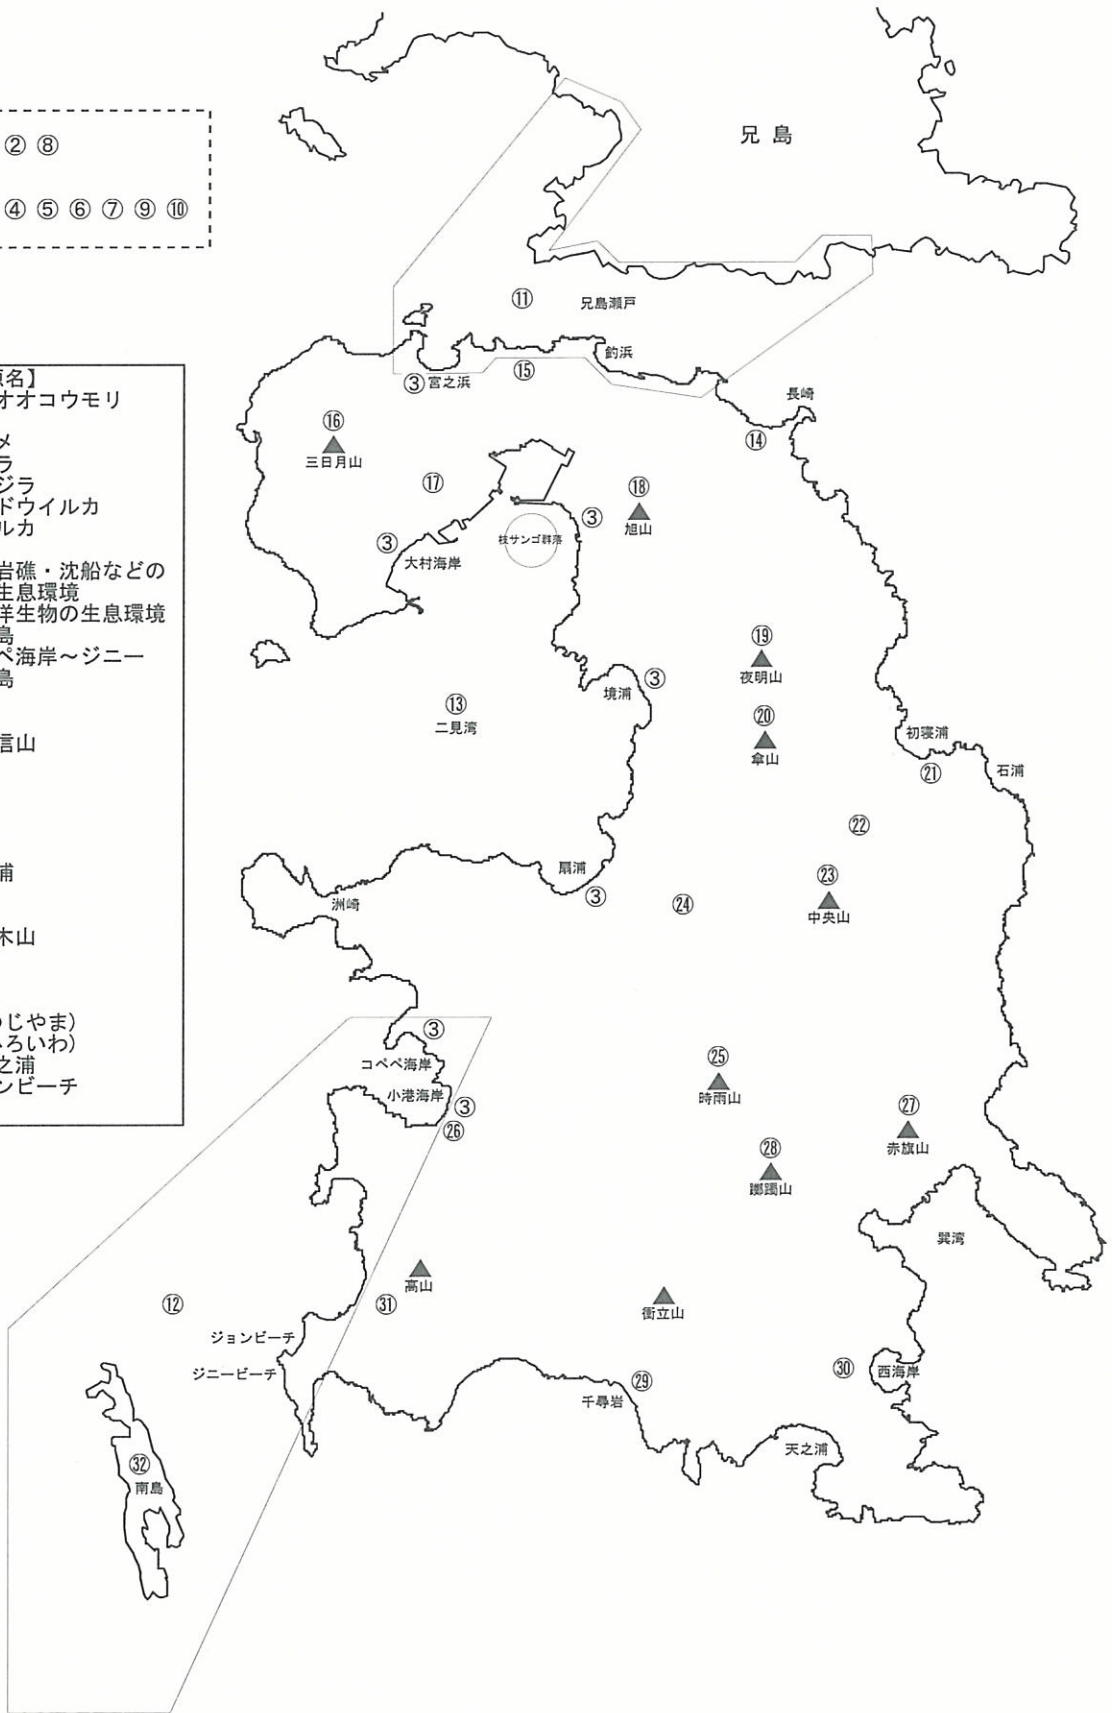 ② ⑧
④ ⑤ ⑥ ⑦ ⑨ ⑩
原名】
オオコウモリ
メ
ラ
ジラ
ドウイルカ
ルカ
岩礁・沈船などの
生息環境
洋生物の生息環境
島
ペ海岸~ジニー
島
信山
浦
木山
じやま)
ろいわ)
之浦
ンビーチ
兄島
⑪
兄島瀬戸
釣浜
⑮
③ 宮之浜
長崎
⑭
⑯
三日月山
⑰
⑱
旭山
③
枝サンゴ群落
③
大村海岸
⑲
夜明山
③
境浦
⑬
二見湾
⑳
傘山
初寝浦
㉑
石浦
㉒
扇浦
③
㉓
中央山
㉔
洲崎
③
コペペ海岸
小港海岸
③
㉖
㉕
時雨山
㉗
赤旗山
㉘
躑躅山
巽湾
高山
⑫
㉛
衝立山
ジョンビーチ
ジニービーチ
㉙
千尋岩
㉚
西海岸
天之浦
㉜
南島